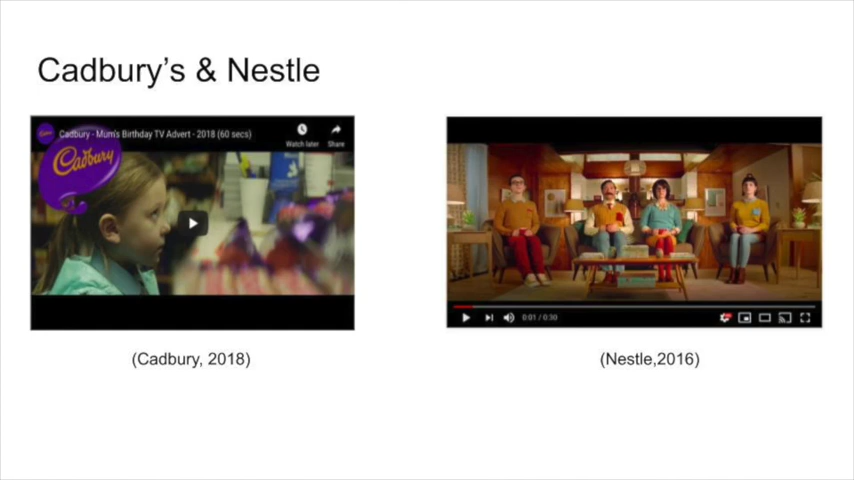 Cadbury's & Nestle
Cadbury - Mum's Birthday TV Advert - 2018 (60 secs)
Watch later
Share
Cadbury
0:01 / 0:30
(Cadbury, 2018)
(Nestle,2016)